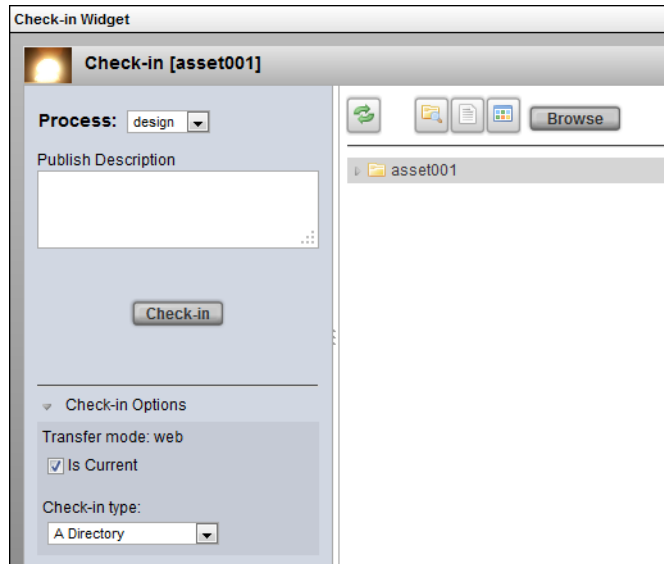 Check-in Widget
Check-in [asset001]
Process: design
Publish Description
Check-in
Check-in Options
Transfer mode: web
Is Current
Check-in type:
A Directory
Browse
asset001